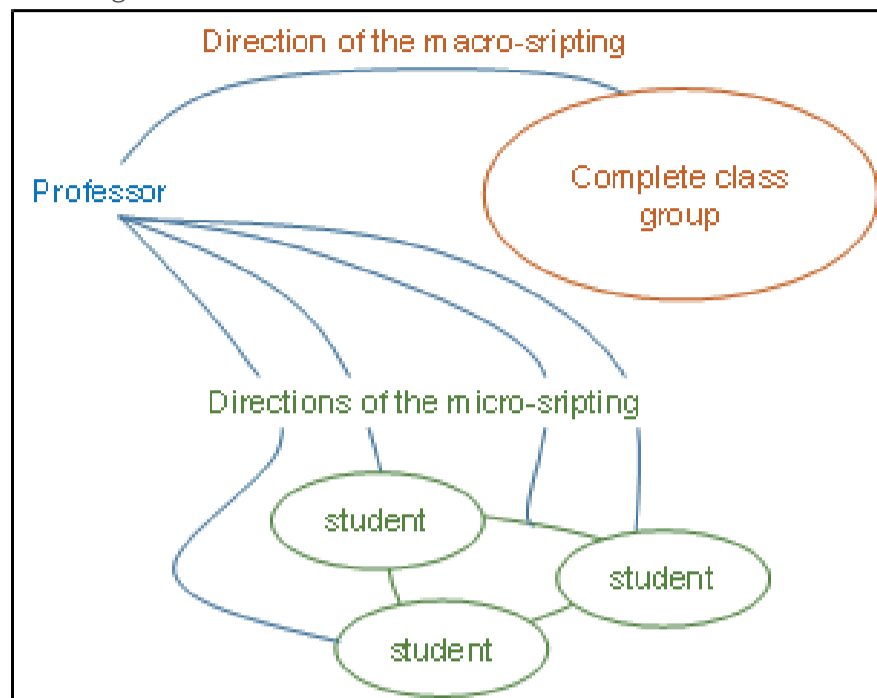 Direction of the macro-sripting
Professor
Complete class
group
Directions of the micro-sripting
student
student
student